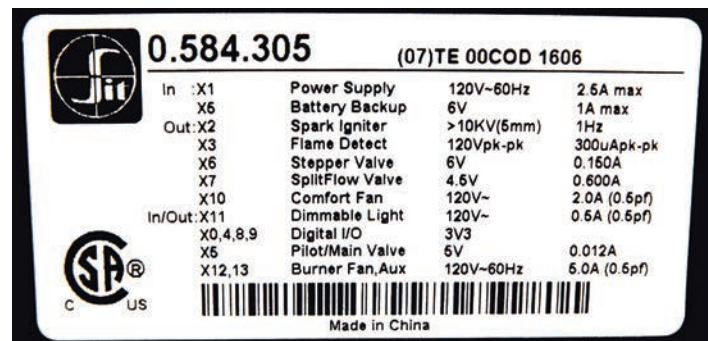 Sit
0.584.305 (07)TE 00COD 1606
In :X1 Power Supply 120V~60Hz 2.5A max
X6 Battery Backup 6V 1A max
Out:X2 Spark Igniter >10KV(5mm) 1Hz
X3 Flame Detect 120Vpk-pk 300uApk-pk
X6 Stepper Valve 6V 0.150A
X7 SplitFlow Valve 4.5V 0.600A
X10 Comfort Fan 120V~ 2.0A (0.5pf)
In/Out:X11 Dimmable Light 120V~ 0.5A (0.5pf)
X0,4,8,9 Digital I/O 3V3
X5 Pilot/Main Valve 5V 0.012A
X12,13 Burner Fan,Aux 120V~60Hz 5.0A (0.5pf)
SA ®
C US
Made in China